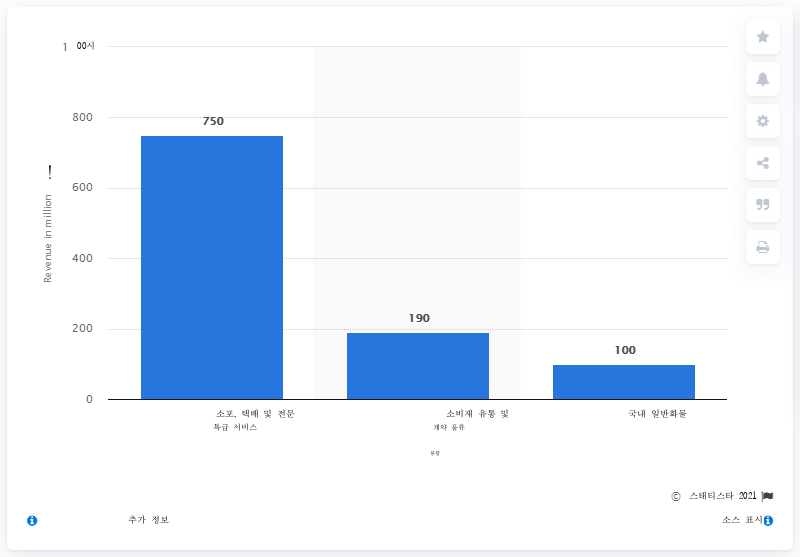 1 00시
800
600
400
200
0
!
Revenue in million
750
190
100
소포, 택배 및 전문
특급 서비스
소비재 유통 및
계약 물류
국내 일반화물
© 스태티스타 2021
추가 정보
소스 표시